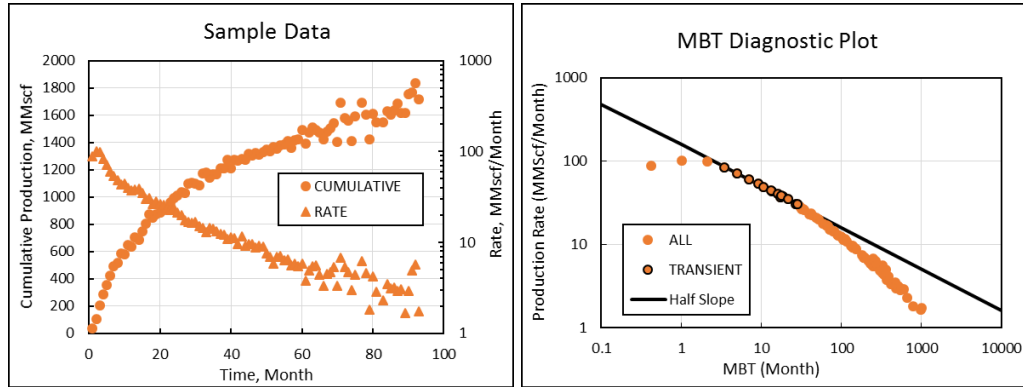 Sample Data
Cumulative Production, MMscf
2000
1800
1600
1400
1200
1000
800
600
400
200
0
CUMULATIVE
RATE
1000
100
10
1
Rate, MMscf/Month
0
20
40
60
80
100
Time, Month
MBT Diagnostic Plot
Production Rate (MMScf/Month)
1000
100
10
1
ALL
TRANSIENT
Half Slope
0.1
1
10
100
1000
10000
MBT (Month)